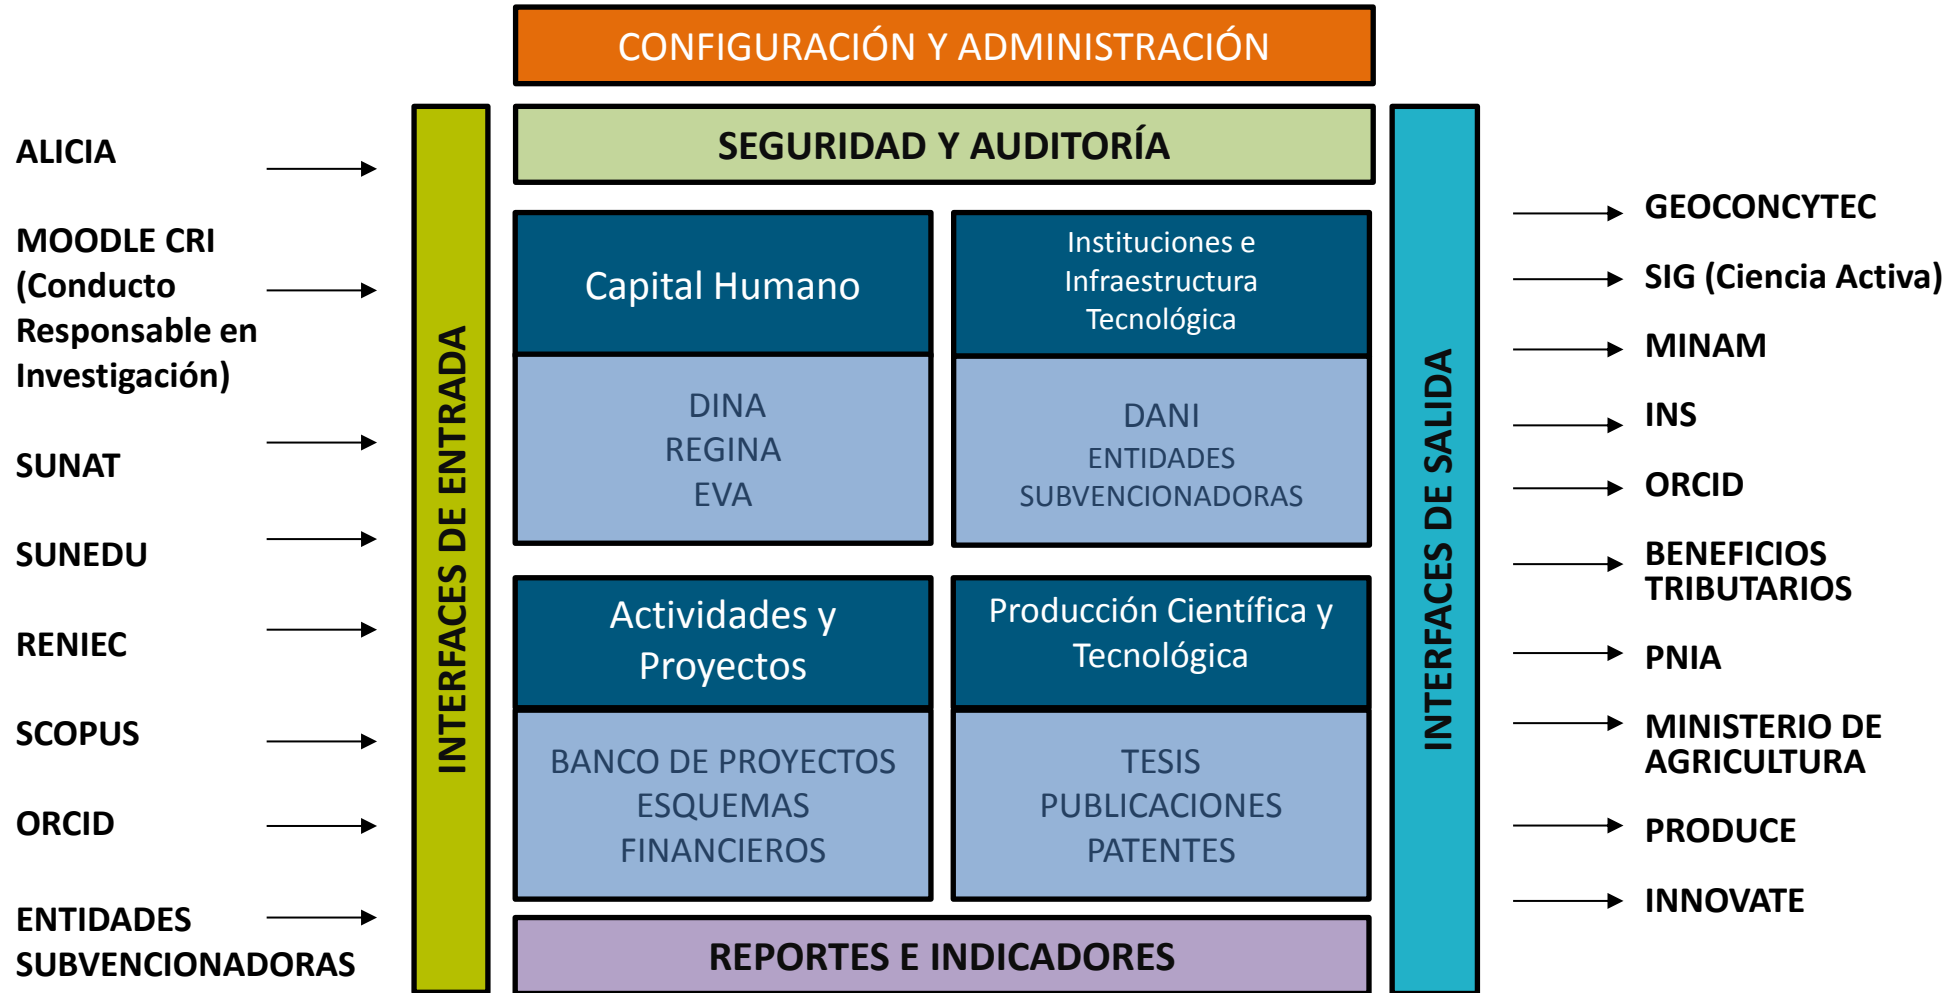 CONFIGURACIÓN Y ADMINISTRACIÓN
ALICIA
MOODLE CRI
(Conducto
Responsable en
Investigación)
SUNAT
SUNEDU
RENIEC
SCOPUS
ORCID
ENTIDADES
SUBVENCIONADORAS
INTERFACES DE ENTRADA
SEGURIDAD Y AUDITORÍA
Capital Humano
DINA
REGINA
EVA
Instituciones e
Infraestructura
Tecnológica
DANI
ENTIDADES
SUBVENCIONADORAS
Actividades y
Proyectos
BANCO DE PROYECTOS
ESQUEMAS
FINANCIEROS
Producción Científica y
Tecnológica
TESIS
PUBLICACIONES
PATENTES
REPORTES E INDICADORES
INTERFACES DE SALIDA
GEOCONCYTEC
SIG (Ciencia Activa)
MINAM
INS
ORCID
BENEFICIOS
TRIBUTARIOS
PNIA
MINISTERIO DE
AGRICULTURA
PRODUCE
INNOVATE